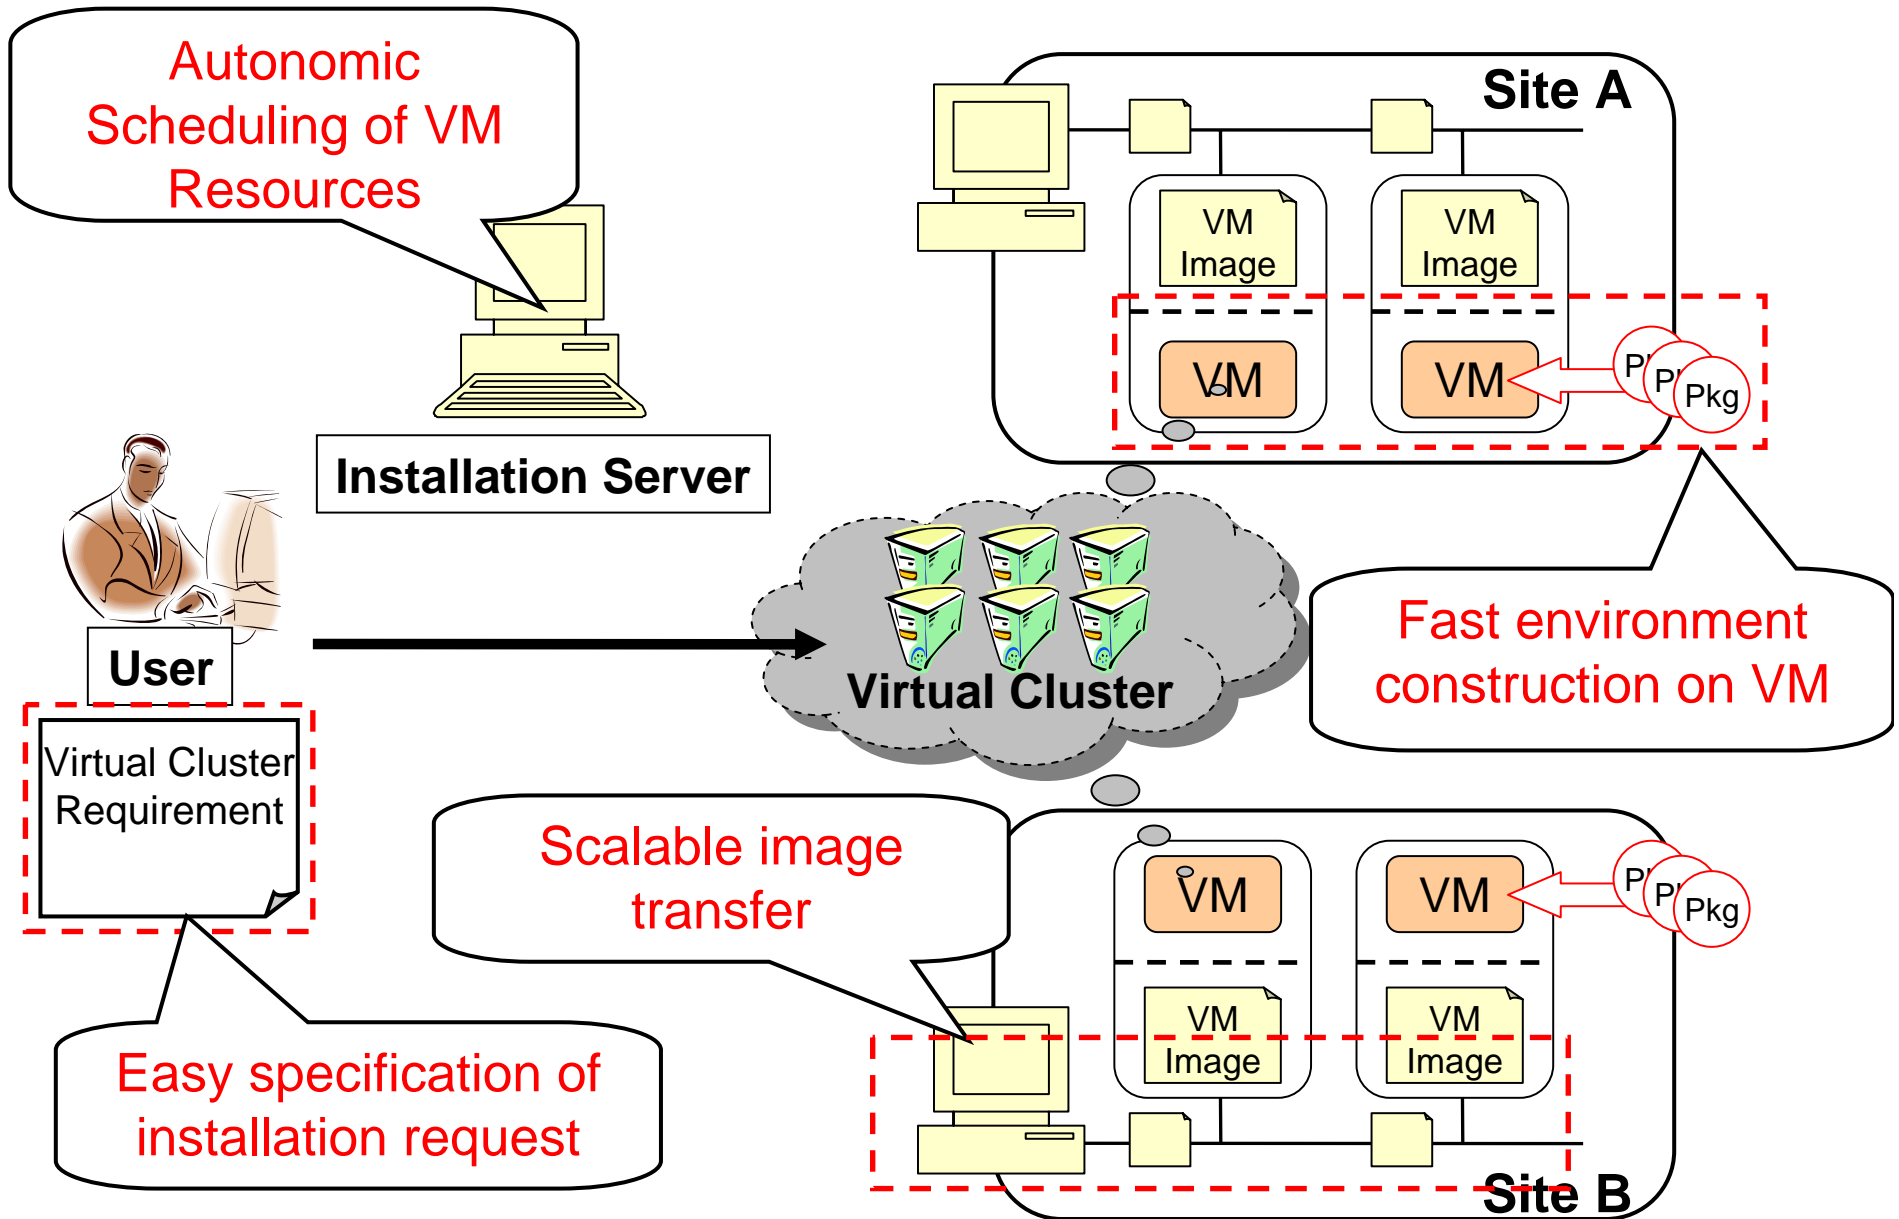 Autonomic
Scheduling of VM
Resources
Site A
VM
Image
VM
Image
VM
VM
Pkg
Installation Server
User
Virtual Cluster
Requirement
Virtual Cluster
Fast environment
construction on VM
Scalable image
transfer
Easy specification of
installation request
VM
VM
Pkg
VM
Image
VM
Image
Site B